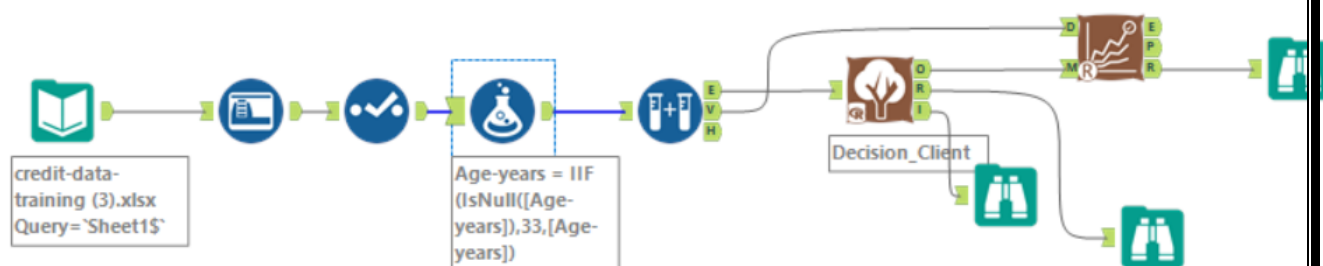 credit-data-
training (3).xlsx
Query=`Sheet1$`
Age-years = IIF
(IsNull([Age-
years]),33,[Age-
years])
E
V
H
Decision_Client
O
R
I
R
D
M
R
E
P
R